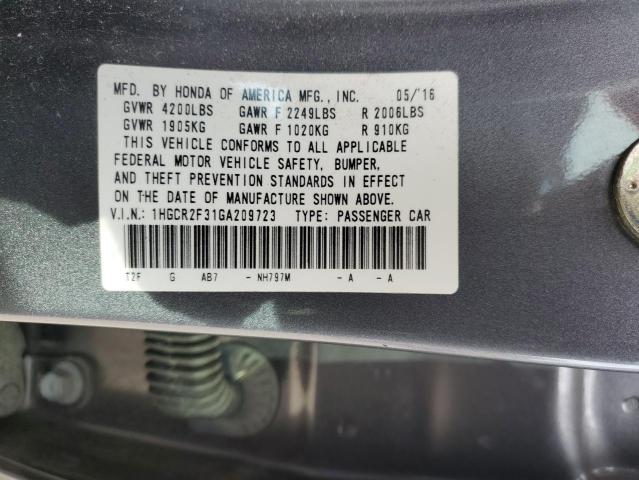 MFD. BY HONDA OF AMERICA MFG., INC. 05/'16
GVWR 4200LBS GAWR F 2249LBS R 2006LBS
GVWR 1905KG GAWR F 1020KG R 910KG
THIS VEHICLE CONFORMS TO ALL APPLICABLE
FEDERAL MOTOR VEHICLE SAFETY, BUMPER,
AND THEFT PREVENTION STANDARDS IN EFFECT
ON THE DATE OF MANUFACTURE SHOWN ABOVE.
V.I.N.: 1HGCR2F31GA209723 TYPE: PASSENGER CAR
T2F G AB7 - NH797M - A - A